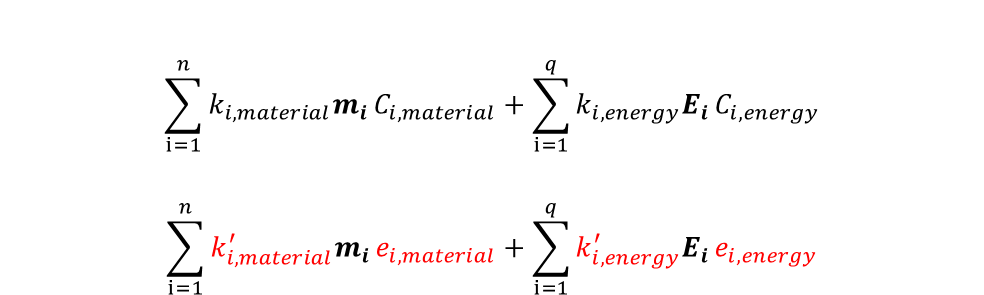 ∑_{i=1}^{n} k_{i,material} m_i C_{i,material} + ∑_{i=1}^{q} k_{i,energy} E_i C_{i,energy}
∑_{i=1}^{n} k′_{i,material} m_i e_{i,material} + ∑_{i=1}^{q} k′_{i,energy} E_i e_{i,energy}